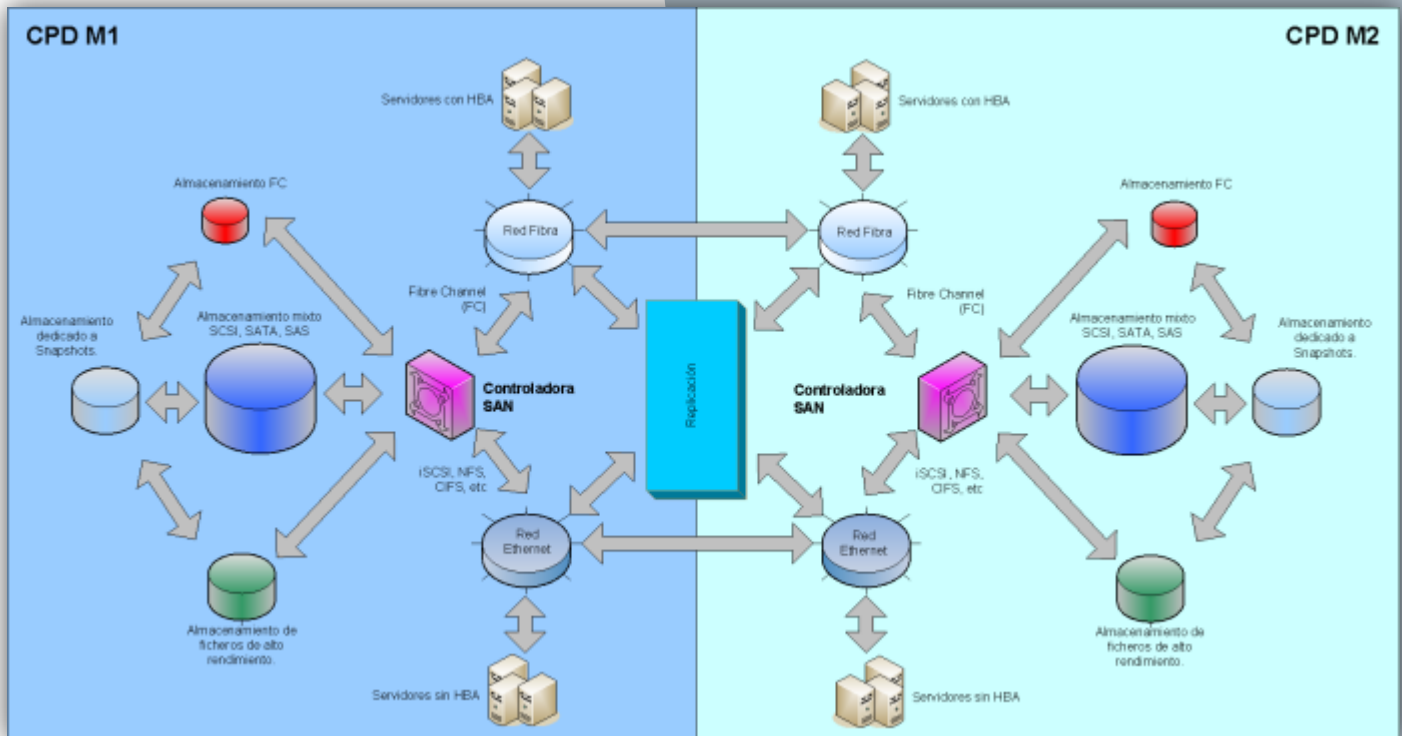 CPD M1
CPD M2
Servidores con HBA
Servidores con HBA
Almacenamiento FC
Almacenamiento FC
Red Fibra
Red Fibra
Fibre Channel
(FC)
Fibre Channel
(FC)
Almacenamiento
dedicado a
Snapshots.
Almacenamiento mixto
SCSI, SATA, SAS
Almacenamiento mixto
SCSI, SATA, SAS
Almacenamiento
dedicado a
Snapshots.
Controladora
SAN
Replicación
Controladora
SAN
iSCSI, NFS,
CIFS, etc
iSCSI, NFS,
CIFS, etc
Red
Ethernet
Red
Ethernet
Almacenamiento de
ficheros de alto
rendimiento.
Almacenamiento de
ficheros de alto
rendimiento.
Servidores sin HBA
Servidores sin HBA